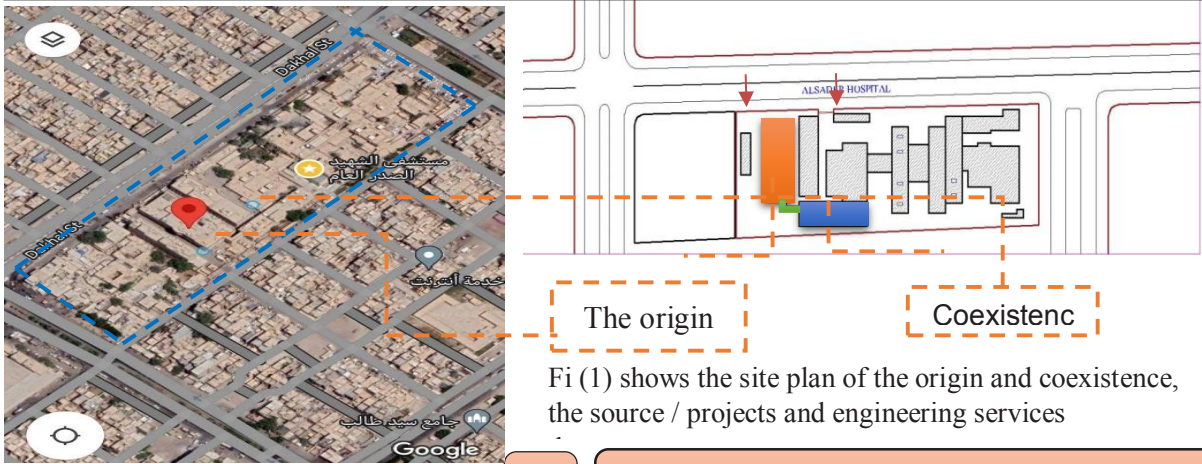 Dakhal St
مستشفى الشهيد
الصدر العام
Dakhal St
خدمة أنترنت
جامع سيد طالب
Google
ALSADER HOSPITAL
The origin
Coexistenc
Fi (1) shows the site plan of the origin and coexistence,
the source / projects and engineering services